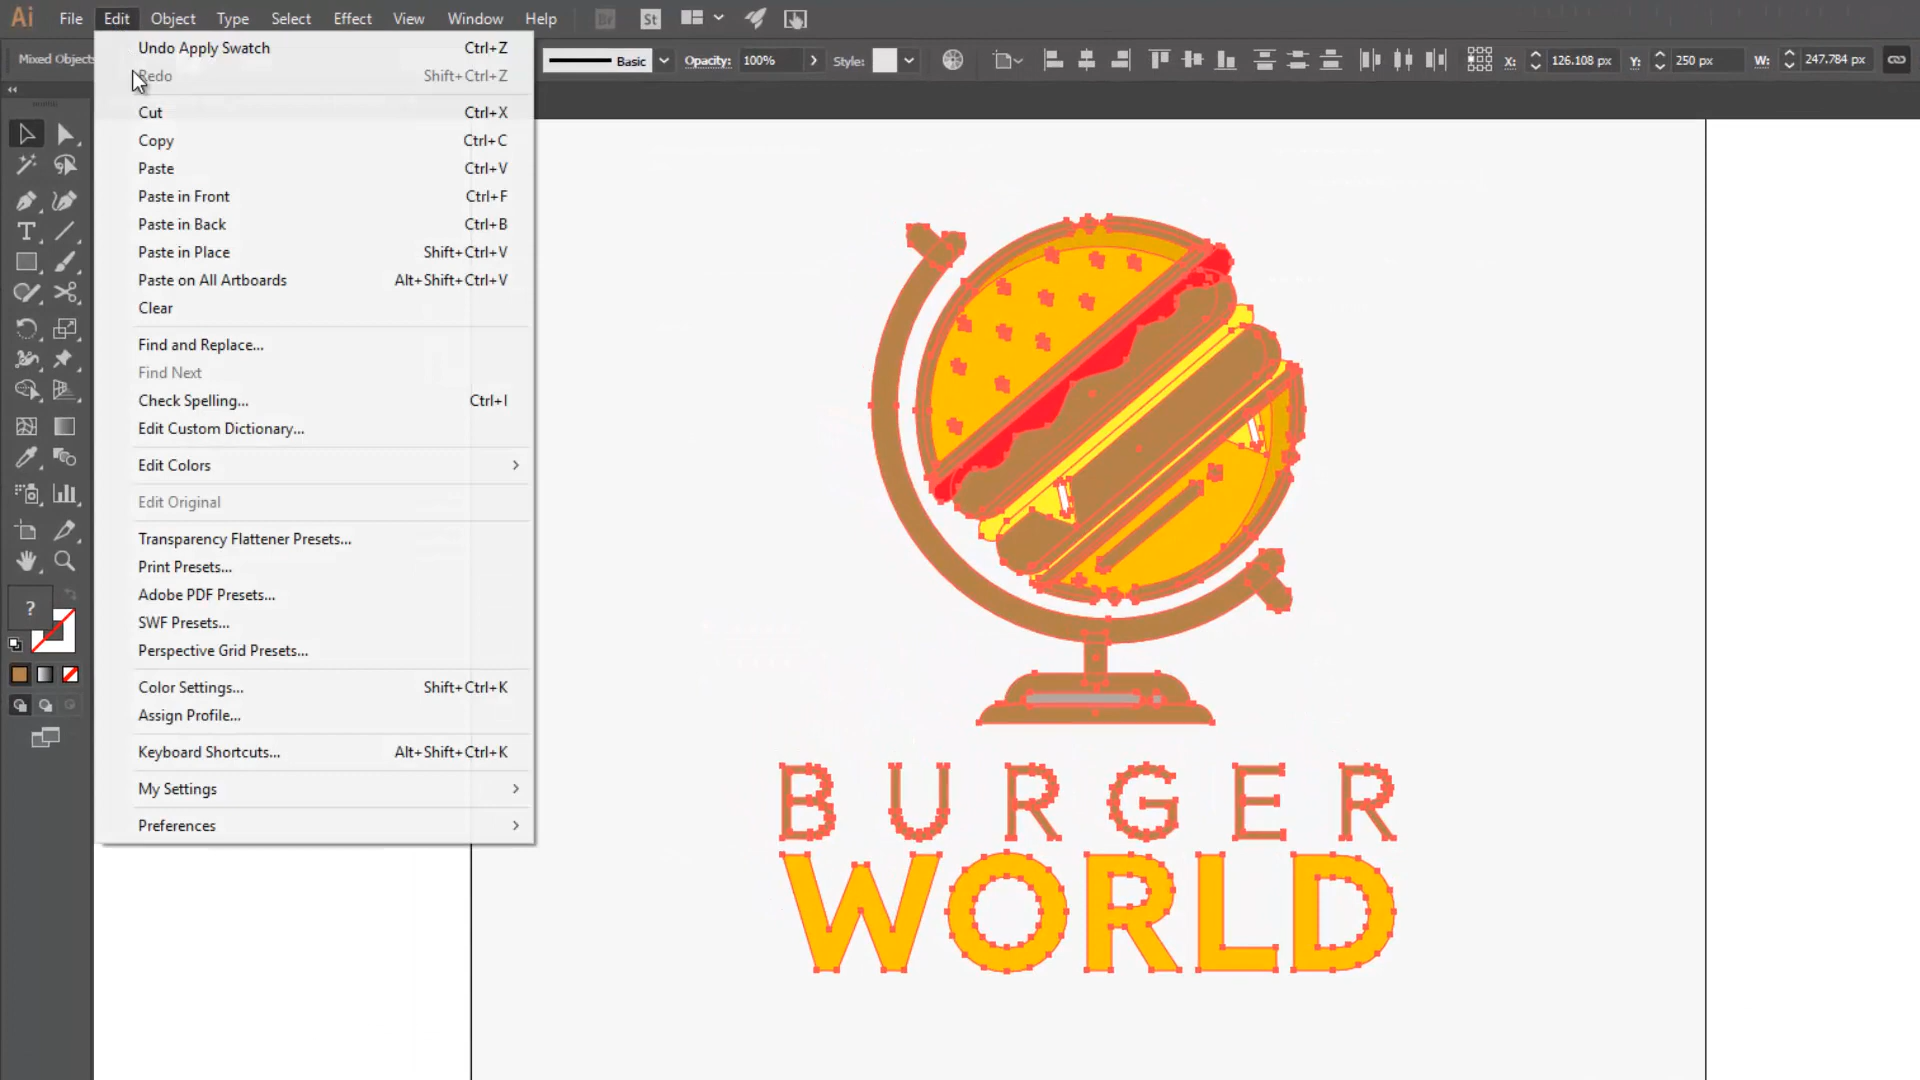 Ai File Edit Object Type Select Effect View Window Help Br St
Mixed Objects Basic Opacity: 100% Style: X: 126.108 px Y: 250 px W: 247.784 px
Undo Apply Swatch Ctrl+Z
Redo Shift+Ctrl+Z
Cut Ctrl+X
Copy Ctrl+C
Paste Ctrl+V
Paste in Front Ctrl+F
Paste in Back Ctrl+B
Paste in Place Shift+Ctrl+V
Paste on All Artboards Alt+Shift+Ctrl+V
Clear
Find and Replace...
Find Next
Check Spelling... Ctrl+I
Edit Custom Dictionary...
Edit Colors
Edit Original
Transparency Flattener Presets...
Print Presets...
Adobe PDF Presets...
SWF Presets...
Perspective Grid Presets...
Color Settings... Shift+Ctrl+K
Assign Profile...
Keyboard Shortcuts... Alt+Shift+Ctrl+K
My Settings
Preferences
?
BURGER
WORLD